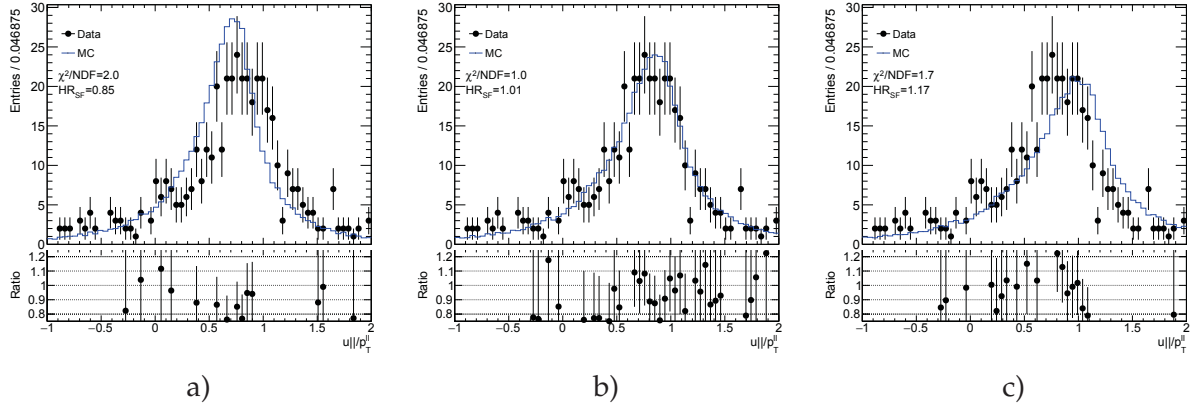 Entries / 0.046875
30
25
20
15
10
5
0
Data
MC
χ²/NDF=2.0
HR_SF=0.85
Ratio
1.2
1.1
1
0.9
0.8
−1 −0.5 0 0.5 1 1.5 2
u||/p_T^ll
a)
Entries / 0.046875
30
25
20
15
10
5
0
Data
MC
χ²/NDF=1.0
HR_SF=1.01
Ratio
1.2
1.1
1
0.9
0.8
−1 −0.5 0 0.5 1 1.5 2
u||/p_T^ll
b)
Entries / 0.046875
30
25
20
15
10
5
0
Data
MC
χ²/NDF=1.7
HR_SF=1.17
Ratio
1.2
1.1
1
0.9
0.8
−1 −0.5 0 0.5 1 1.5 2
u||/p_T^ll
c)